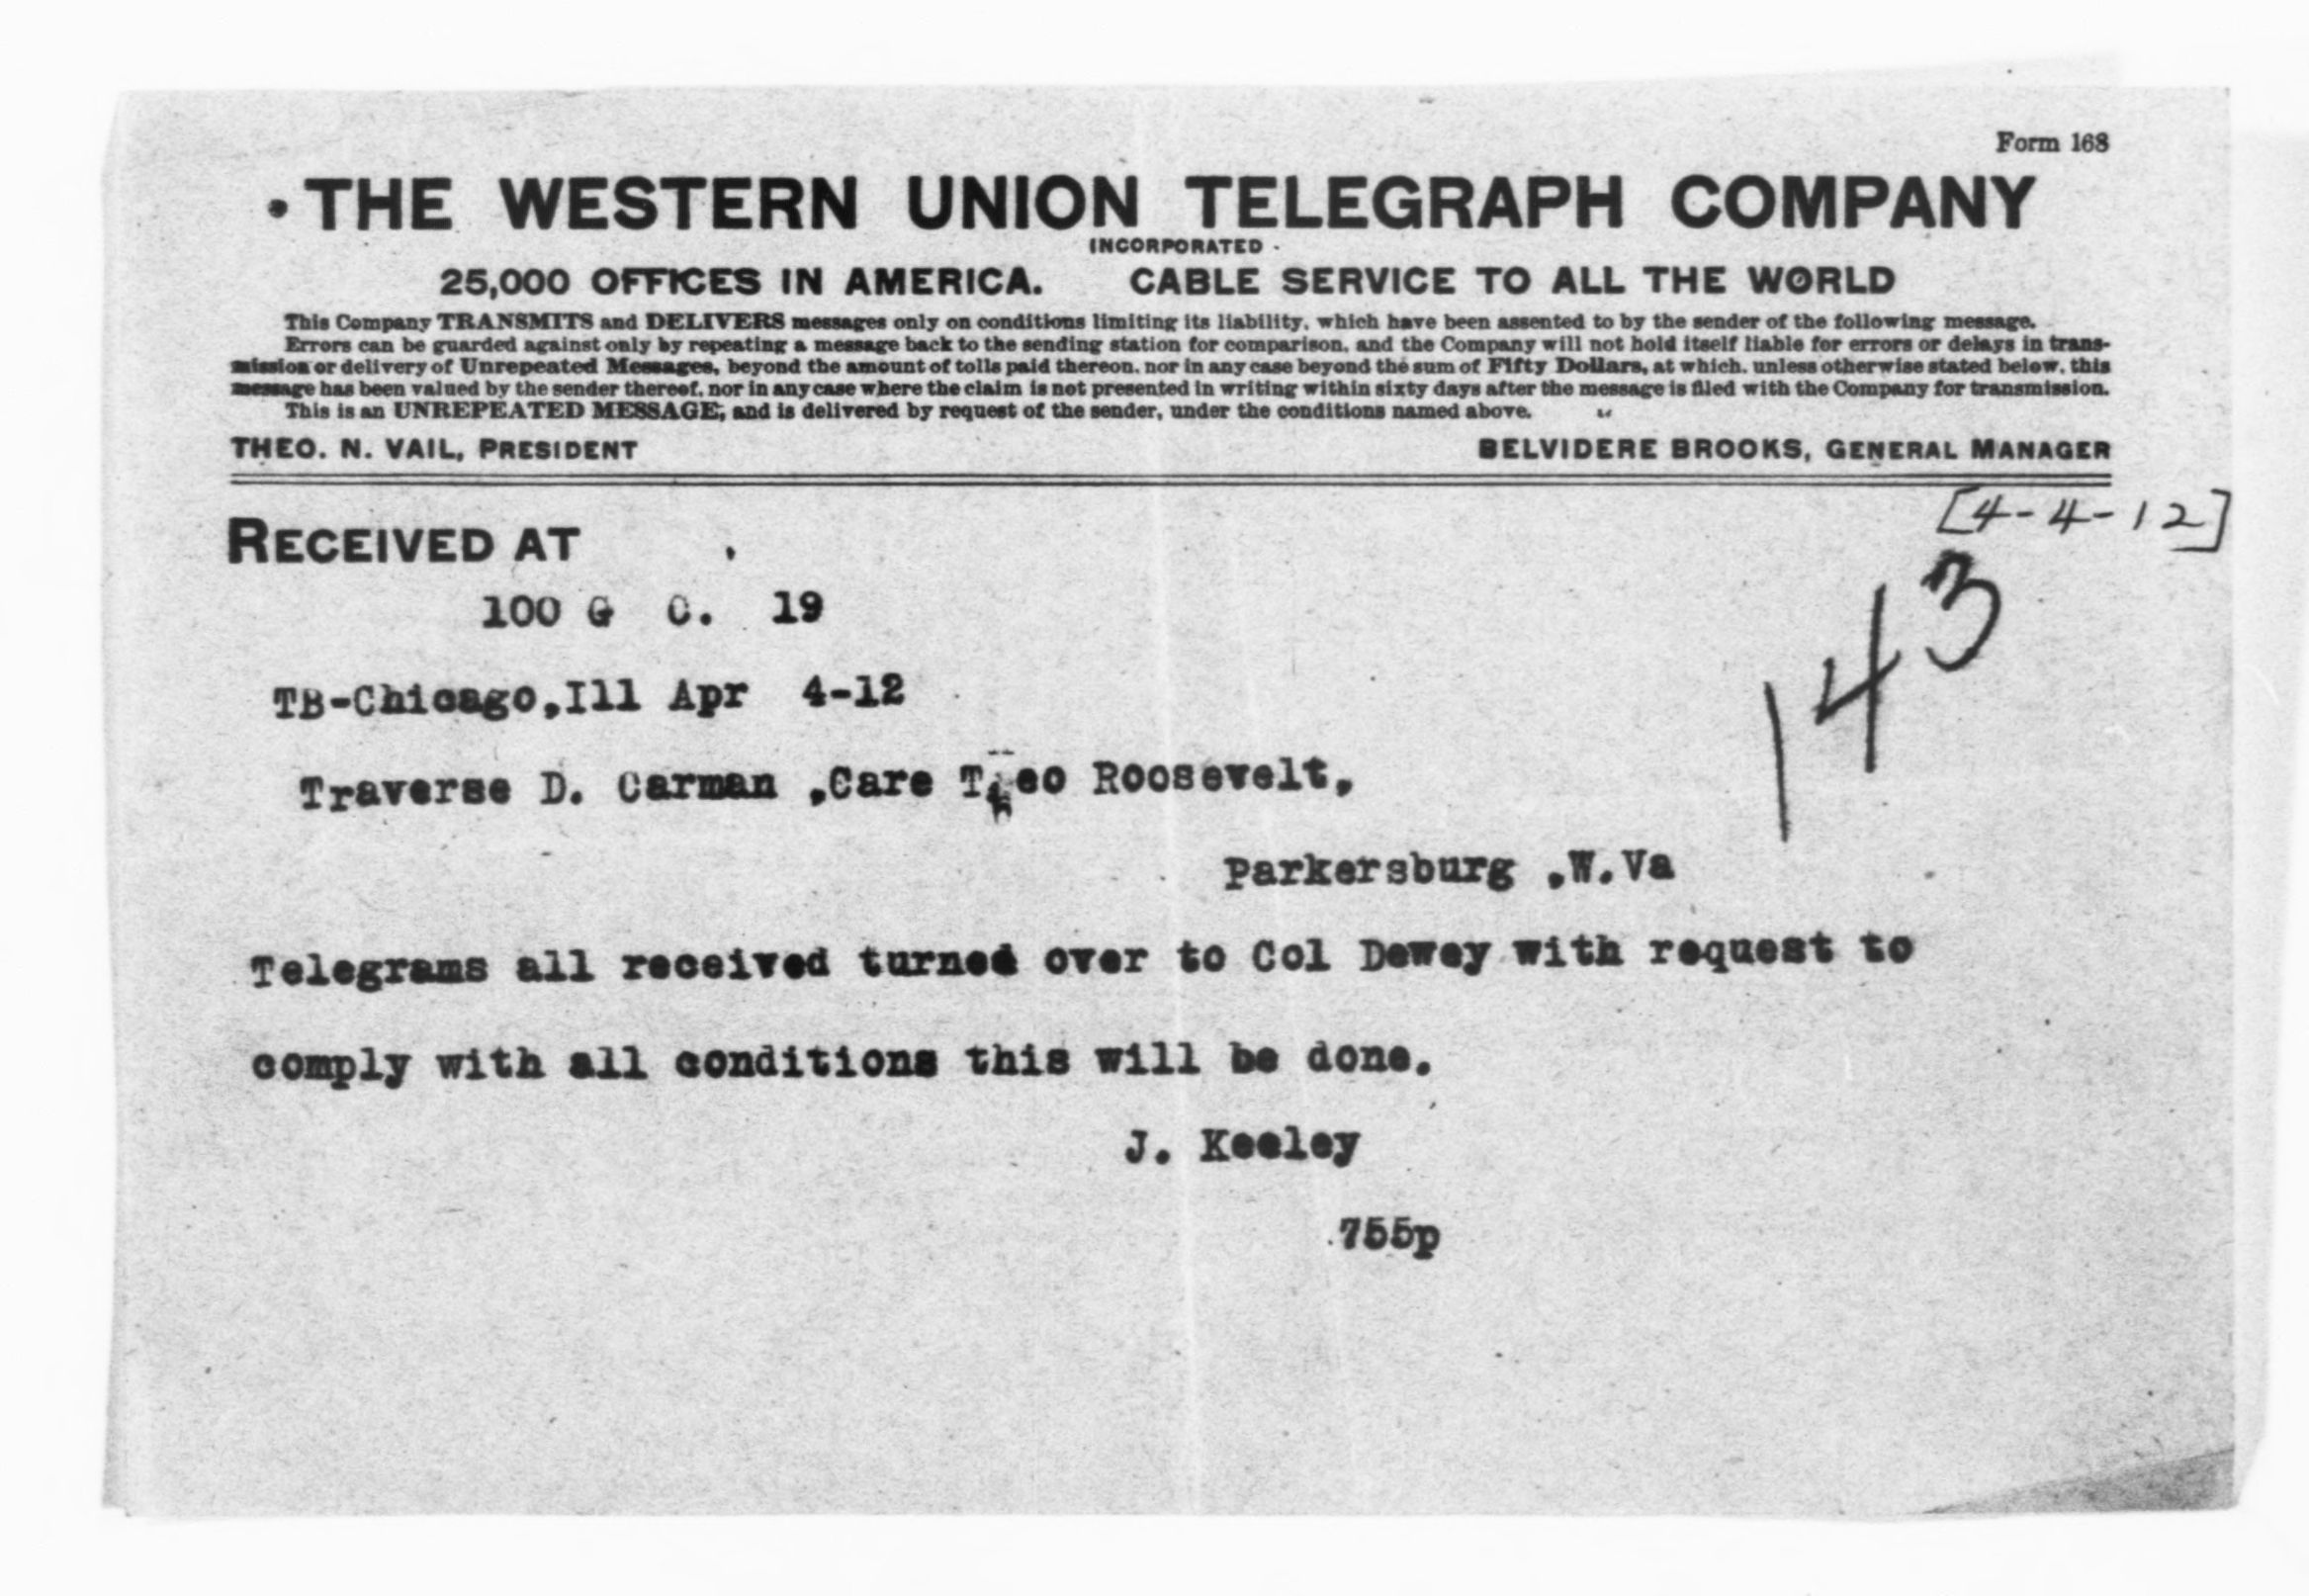 Form 168
THE WESTERN UNION TELEGRAPH COMPANY
INCORPORATED
25,000 OFFICES IN AMERICA. CABLE SERVICE TO ALL THE WORLD
This Company TRANSMITS and DELIVERS messages only on conditions limiting its liability, which have been assented to by the sender of the following message.
Errors can be guarded against only by repeating a message back to the sending station for comparison, and the Company will not hold itself liable for errors or delays in trans-
mission or delivery of Unrepeated Messages, beyond the amount of tolls paid thereon, nor in any case beyond the sum of Fifty Dollars, at which, unless otherwise stated below, this
message has been valued by the sender thereof, nor in any case where the claim is not presented in writing within sixty days after the message is filed with the Company for transmission.
This is an UNREPEATED MESSAGE, and is delivered by request of the sender, under the conditions named above.
THEO. N. VAIL, PRESIDENT BELVIDERE BROOKS, GENERAL MANAGER
[4-4-12]
RECEIVED AT
143
100 G C. 19
TB-Chicago,Ill Apr 4-12
Traverse D. Carman ,Care Theo Roosevelt,
Parkersburg ,W.Va
Telegrams all received turned over to Col Dewey with request to
comply with all conditions this will be done.
J. Keeley
755p